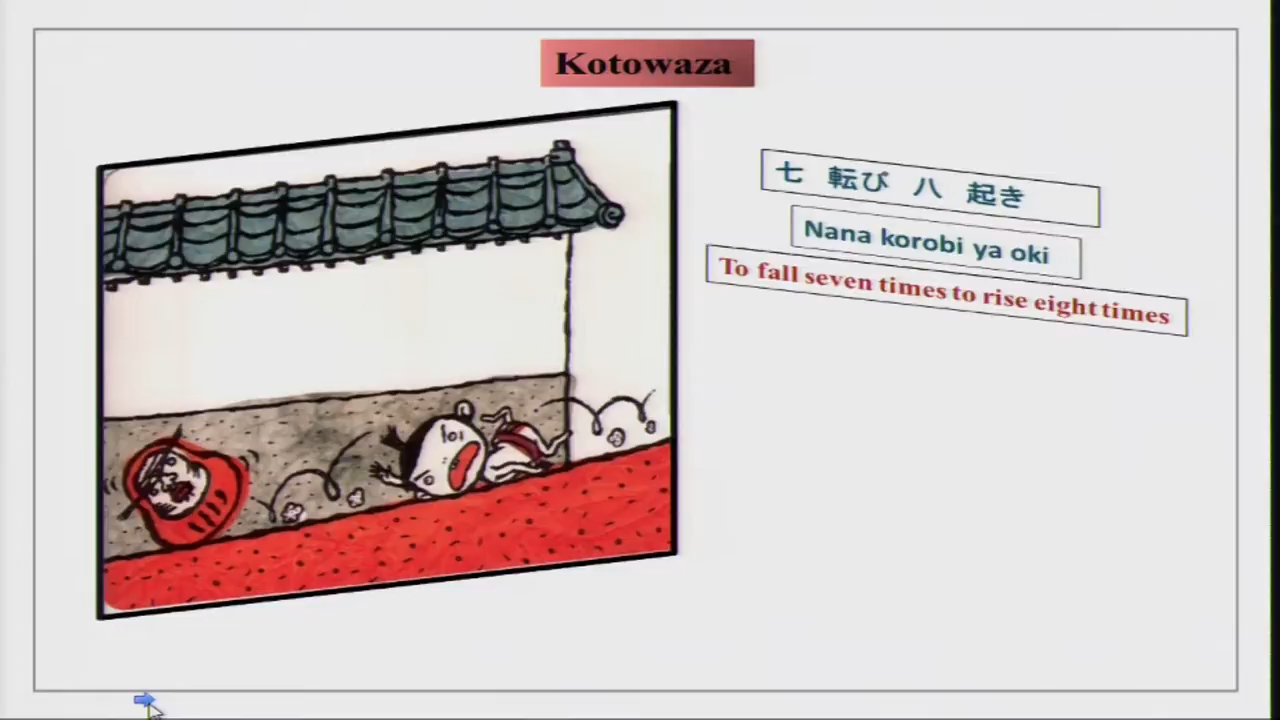 Kotowaza
七 転び 八 起き
Nana korobi ya oki
To fall seven times to rise eight times